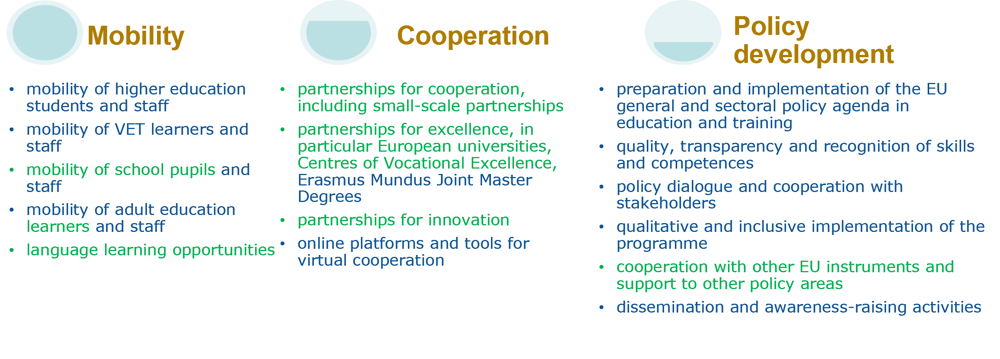 Mobility
• mobility of higher education
students and staff
• mobility of VET learners and
staff
• mobility of school pupils and
staff
• mobility of adult education
learners and staff
• language learning opportunities
Cooperation
• partnerships for cooperation,
including small-scale partnerships
• partnerships for excellence, in
particular European universities,
Centres of Vocational Excellence,
Erasmus Mundus Joint Master
Degrees
• partnerships for innovation
• online platforms and tools for
virtual cooperation
Policy
development
• preparation and implementation of the EU
general and sectoral policy agenda in
education and training
• quality, transparency and recognition of skills
and competences
• policy dialogue and cooperation with
stakeholders
• qualitative and inclusive implementation of the
programme
• cooperation with other EU instruments and
support to other policy areas
• dissemination and awareness-raising activities